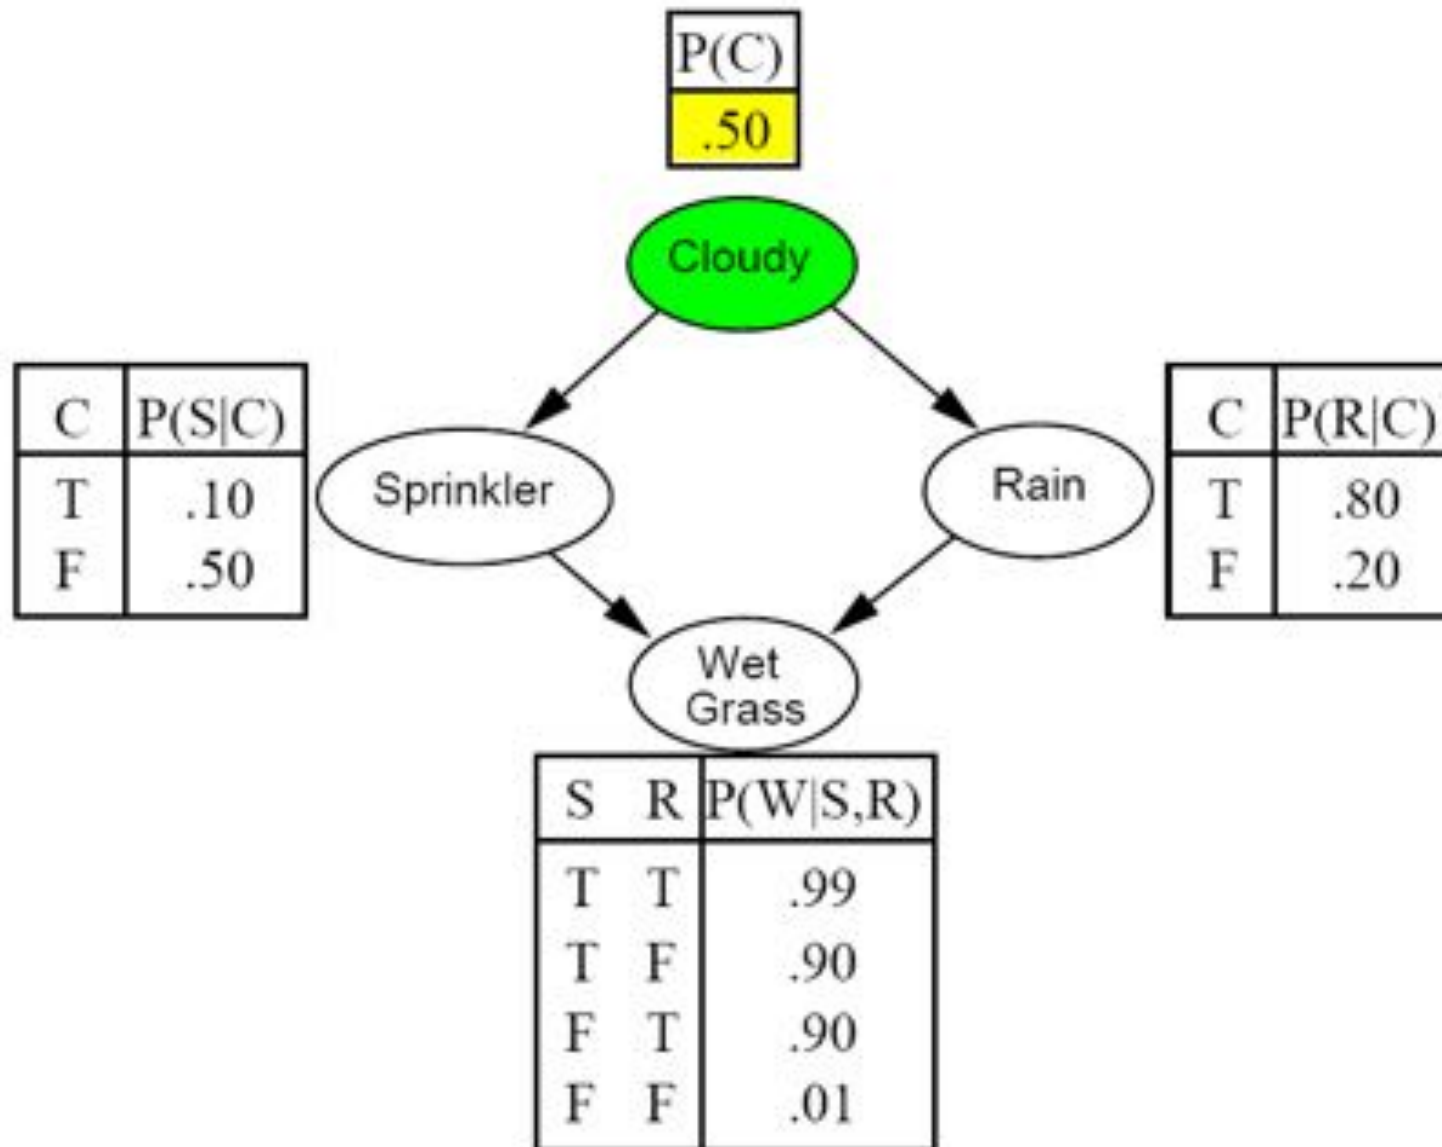 P(C)
.50
Cloudy
C P(S|C)
T .10
F .50
Sprinkler
Rain
C P(R|C)
T .80
F .20
Wet
Grass
S R P(W|S,R)
T T .99
T F .90
F T .90
F F .01